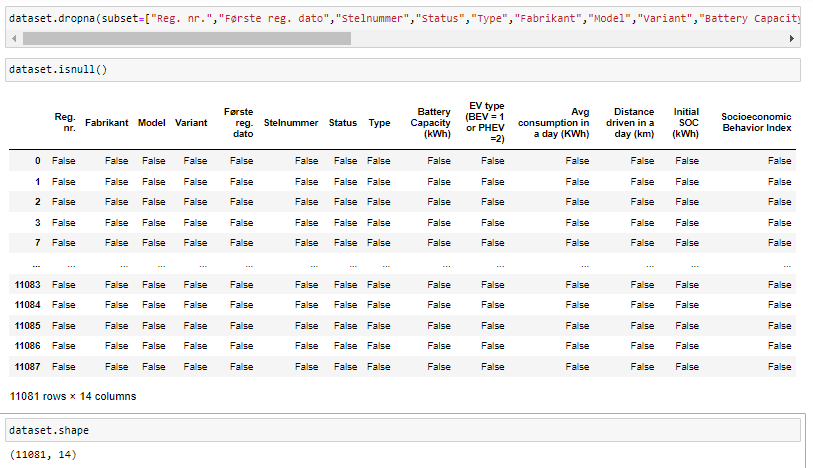 dataset.dropna(subset=["Reg. nr.","Første reg. dato","Stelnummer","Status","Type","Fabrikant","Model","Variant","Battery Capacity
dataset.isnull()
Reg. nr. Fabrikant Model Variant Første reg. dato Stelnummer Status Type Battery Capacity (kWh) EV type (BEV = 1 or PHEV =2) Avg consumption in a day (KWh) Distance driven in a day (km) Initial SOC (kWh) Socioeconomic Behavior Index
0 False False False False False False False False False False False False False False
1 False False False False False False False False False False False False False False
2 False False False False False False False False False False False False False False
3 False False False False False False False False False False False False False False
7 False False False False False False False False False False False False False False
... ... ... ... ... ... ... ... ... ... ... ... ... ... ...
11083 False False False False False False False False False False False False False False
11084 False False False False False False False False False False False False False False
11085 False False False False False False False False False False False False False False
11086 False False False False False False False False False False False False False False
11087 False False False False False False False False False False False False False False
11081 rows × 14 columns
dataset.shape
(11081, 14)